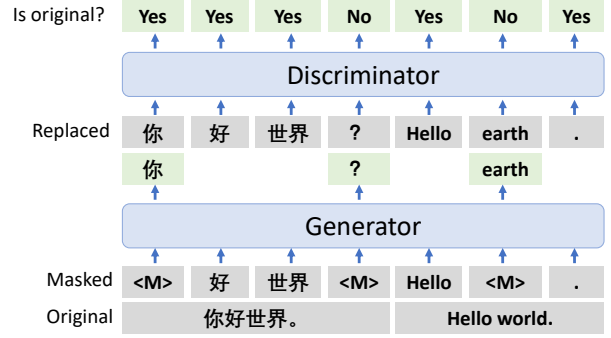 Is original? Yes Yes Yes No Yes No Yes
Discriminator
Replaced 你 好 世界 ? Hello earth .
你 ? earth
Generator
Masked <M> 好 世界 <M> Hello <M> .
Original 你好世界。 Hello world.